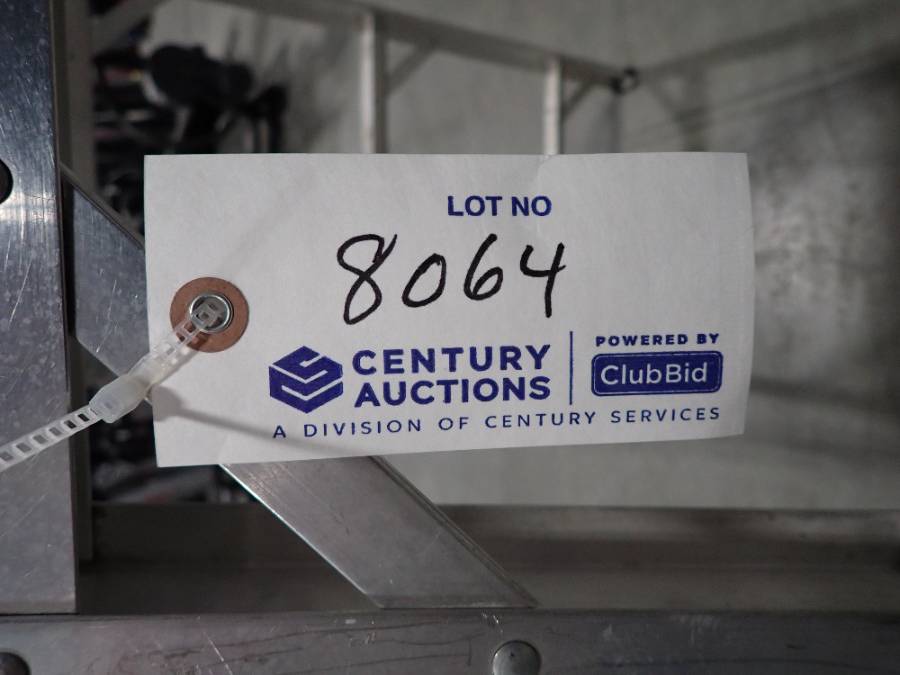 LOT NO
8064
CENTURY
AUCTIONS
POWERED BY
ClubBid
A DIVISION OF CENTURY SERVICES